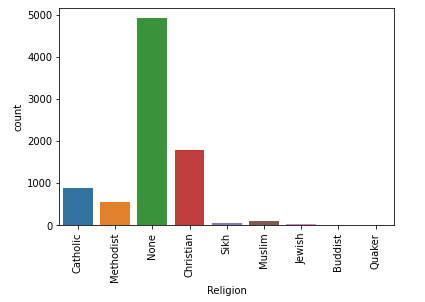 5000
4000
3000
2000
1000
0
count
Catholic
Methodist
None
Christian
Sikh
Muslim
Jewish
Buddist
Quaker
Religion